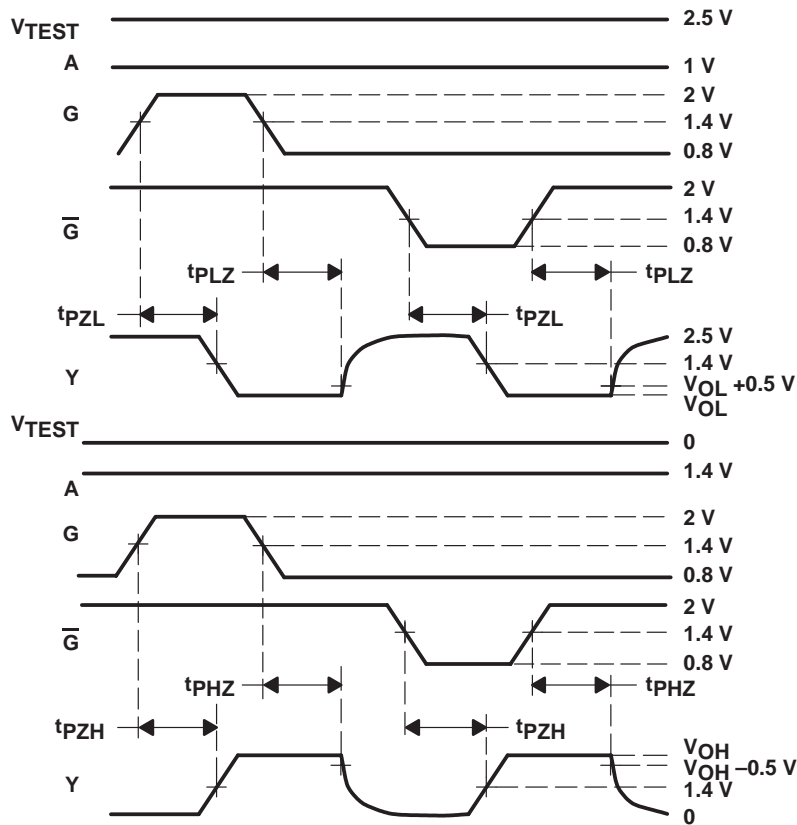 VTEST 2.5 V
A 1 V
G 2 V
1.4 V
0.8 V
G̅ 2 V
1.4 V
0.8 V
tPLZ tPLZ
tPZL tPZL
Y 2.5 V
1.4 V
VOL +0.5 V
VOL
VTEST 0
A 1.4 V
G 2 V
1.4 V
0.8 V
G̅ 2 V
1.4 V
0.8 V
tPHZ tPHZ
tPZH tPZH
Y VOH
VOH –0.5 V
1.4 V
0